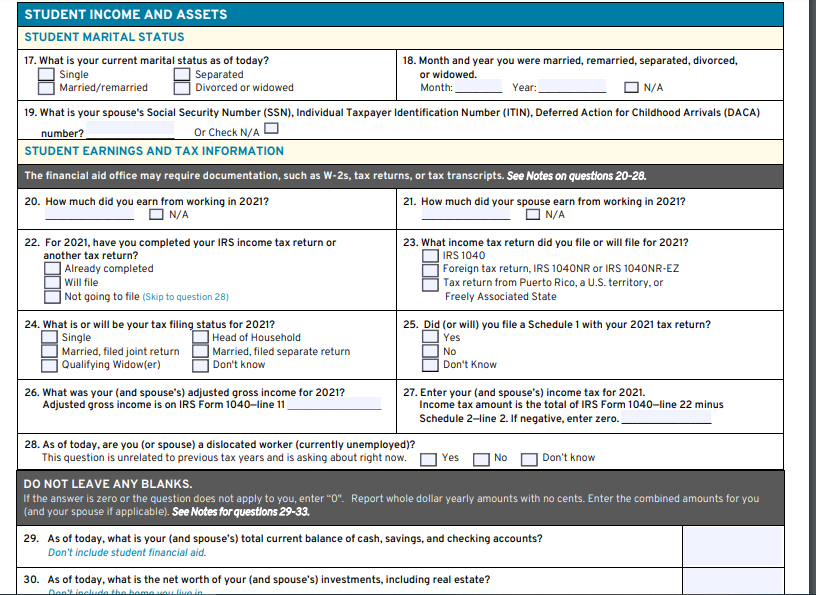 STUDENT INCOME AND ASSETS
STUDENT MARITAL STATUS
17. What is your current marital status as of today?
Single
Separated
Married/remarried
Divorced or widowed
18. Month and year you were married, remarried, separated, divorced,
or widowed.
Month: Year: N/A
19. What is your spouse's Social Security Number (SSN), Individual Taxpayer Identification Number (ITIN), Deferred Action for Childhood Arrivals (DACA)
number? Or Check N/A
STUDENT EARNINGS AND TAX INFORMATION
The financial aid office may require documentation, such as W-2s, tax returns, or tax transcripts. See Notes on questions 20-28.
20. How much did you earn from working in 2021?
N/A
21. How much did your spouse earn from working in 2021?
N/A
22. For 2021, have you completed your IRS income tax return or
another tax return?
Already completed
Will file
Not going to file (Skip to question 28)
23. What income tax return did you file or will file for 2021?
IRS 1040
Foreign tax return, IRS 1040NR or IRS 1040NR-EZ
Tax return from Puerto Rico, a U.S. territory, or
Freely Associated State
24. What is or will be your tax filing status for 2021?
Single
Head of Household
Married, filed joint return
Married, filed separate return
Qualifying Widow(er)
Don't know
25. Did (or will) you file a Schedule 1 with your 2021 tax return?
Yes
No
Don't Know
26. What was your (and spouse's) adjusted gross income for 2021?
Adjusted gross income is on IRS Form 1040—line 11
27. Enter your (and spouse's) income tax for 2021.
Income tax amount is the total of IRS Form 1040—line 22 minus
Schedule 2—line 2. If negative, enter zero.
28. As of today, are you (or spouse) a dislocated worker (currently unemployed)?
This question is unrelated to previous tax years and is asking about right now. Yes No Don't know
DO NOT LEAVE ANY BLANKS.
If the answer is zero or the question does not apply to you, enter "0". Report whole dollar yearly amounts with no cents. Enter the combined amounts for you
(and your spouse if applicable). See Notes for questions 29-33.
29. As of today, what is your (and spouse's) total current balance of cash, savings, and checking accounts?
Don't include student financial aid.
30. As of today, what is the net worth of your (and spouse's) investments, including real estate?
Don't include the home you live in.